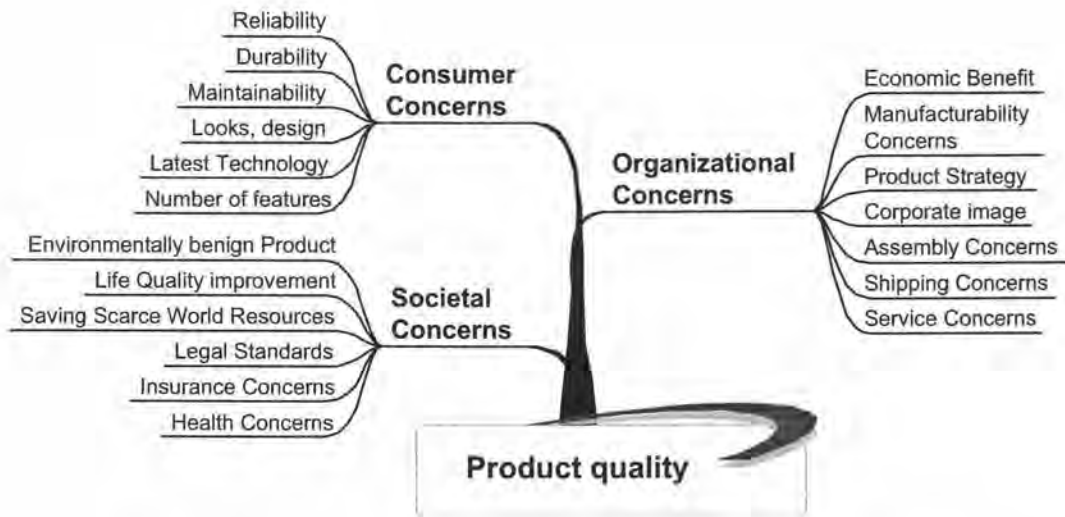 Reliability
Durability
Maintainability
Looks, design
Latest Technology
Number of features
Consumer
Concerns
Environmentally benign Product
Life Quality improvement
Saving Scarce World Resources
Legal Standards
Insurance Concerns
Health Concerns
Societal
Concerns
Organizational
Concerns
Economic Benefit
Manufacturability
Concerns
Product Strategy
Corporate image
Assembly Concerns
Shipping Concerns
Service Concerns
Product quality